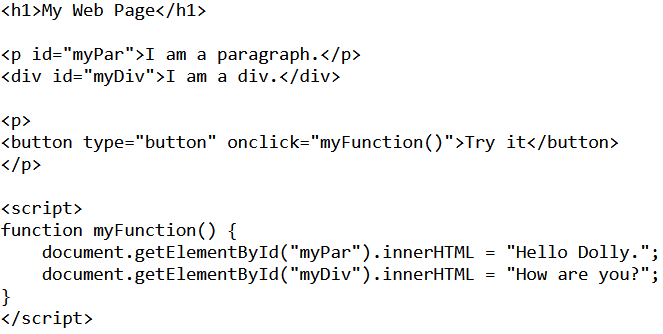 <h1>My Web Page</h1>

<p id="myPar">I am a paragraph.</p>
<div id="myDiv">I am a div.</div>

<p>
<button type="button" onclick="myFunction()">Try it</button>
</p>

<script>
function myFunction() {
    document.getElementById("myPar").innerHTML = "Hello Dolly.";
    document.getElementById("myDiv").innerHTML = "How are you?";
}
</script>